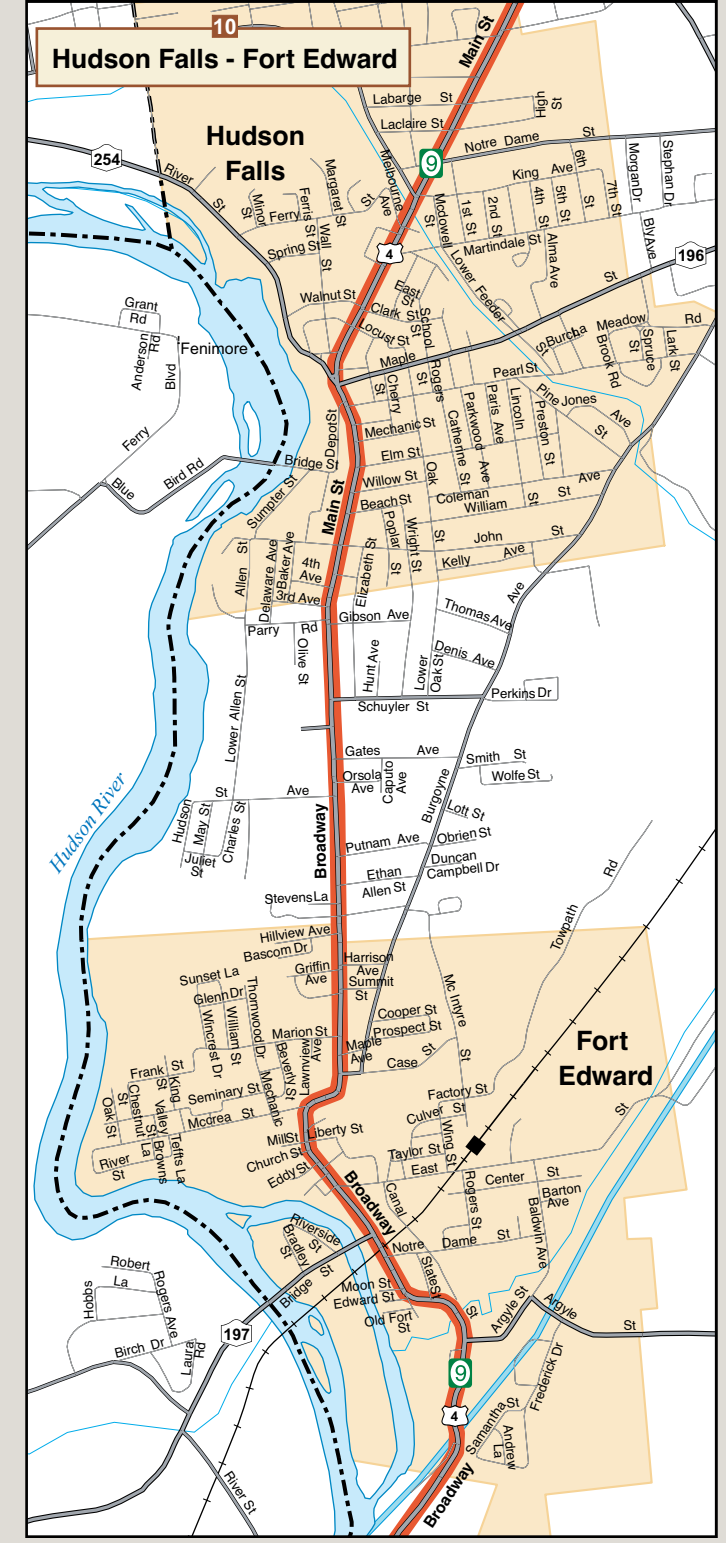 10
Hudson Falls - Fort Edward
Main St
Labarge St
High St
Laclaire St
Hudson
Falls
9
Notre Dame St
254
River St
Melbourne Ave
King Ave
6th
Morgan Dr
Stephan Dr
Margaret St
St
Minor St
Ferry
Ferris St
Wall St
Mcdowell St
1st St
2nd St
4th St
5th St
7th St
Spring St
4
Martindale St
Alma Ave
Bly Ave
196
Lower Feeder
St
Walnut St
East St
Clark St
School St
Locust St
Grant Rd
Anderson Rd
Fenimore
Blvd
Burcha
St
Meadow Rd
Brook Rd
Spruce St
Lark St
Maple
Pearl St
Cherry St
Rogers St
Parkwood Ave
Paris Ave
Lincoln
Preston St
Pine
St
Jones Ave
Mechanic St
Catherine St
Depot St
Elm St
Ferry
Blue
Bird Rd
Bridge St
Sumpter St
Willow St
Oak St
Main St
Beach St
Coleman Ave
William St
St
Poplar St
Wright St
John St
Kelly Ave
Allen St
Delaware Ave
Baker Ave
4th
Ave
3rd Ave
Elizabeth St
Ave
Gibson Ave
Thomas Ave
Parry Rd
Olive St
Hunt Ave
Lower
Oak St
Denis Ave
Perkins Dr
Schuyler St
Lower Allen St
Gates Ave
Smith St
Wolfe St
Orsola
Ave
Caputo
Ave
Burgoyne
Hudson
St
Ave
May St
Charles St
Juliet
St
Lott St
Obrien St
Putnam Ave
Hudson River
Broadway
Duncan
Campbell Dr
Ethan
Allen St
Stevens La
Towpath Rd
Hillview Ave
Bascom Dr
Harrison
Ave
Griffin
Ave
Summit
St
Sunset La
Glenn Dr
Thornwood Dr
Mc Intyre St
Wincrest Dr
William St
Cooper St
Prospect St
Marion St
Maple
Ave
Case St
Fort
Edward
Beverly St
Lawnview Ave
Mechanic
Frank St
King St
Seminary St
Mcrea St
Oak St
Chestnut St
Valley La
Browns
Teffts La
River
St
Factory St
Culver St
St
Wing St
Mill St
Liberty St
Church St
Eddy St
Taylor St
East
Center St
Barton
Ave
Rogers St
Baldwin Ave
Broadway
Canal
Riverside
St
Bradley St
Notre Dame St
Bridge St
State St
St
Moon St
Edward St
Old Fort
St
Argyle St
Argyle St
Robert
La
Hobbs
Rogers Ave
Birch Dr
Laura Rd
197
9
4
Frederick Dr
Samantha St
Andrew La
River St
Broadway